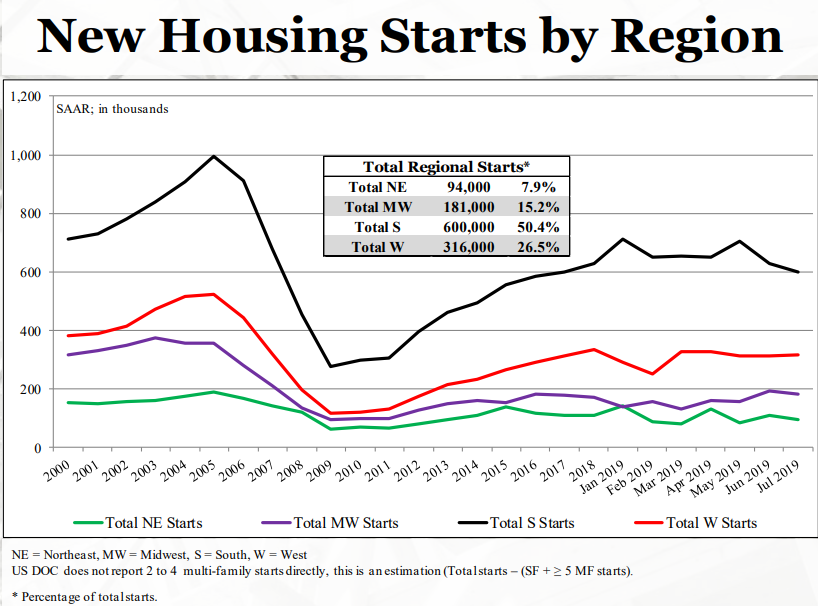 New Housing Starts by Region
1,200
SAAR; in thousands
1,000
800
600
400
200
0
Total Regional Starts*
Total NE 94,000 7.9%
Total MW 181,000 15.2%
Total S 600,000 50.4%
Total W 316,000 26.5%
2000 2001 2002 2003 2004 2005 2006 2007 2008 2009 2010 2011 2012 2013 2014 2015 2016 2017 2018 Jan 2019 Feb 2019 Mar 2019 Apr 2019 May 2019 Jun 2019 Jul 2019
Total NE Starts Total MW Starts Total S Starts Total W Starts
NE = Northeast, MW = Midwest, S = South, W = West
US DOC does not report 2 to 4 multi-family starts directly, this is an estimation (Total starts – (SF + ≥ 5 MF starts).
* Percentage of total starts.